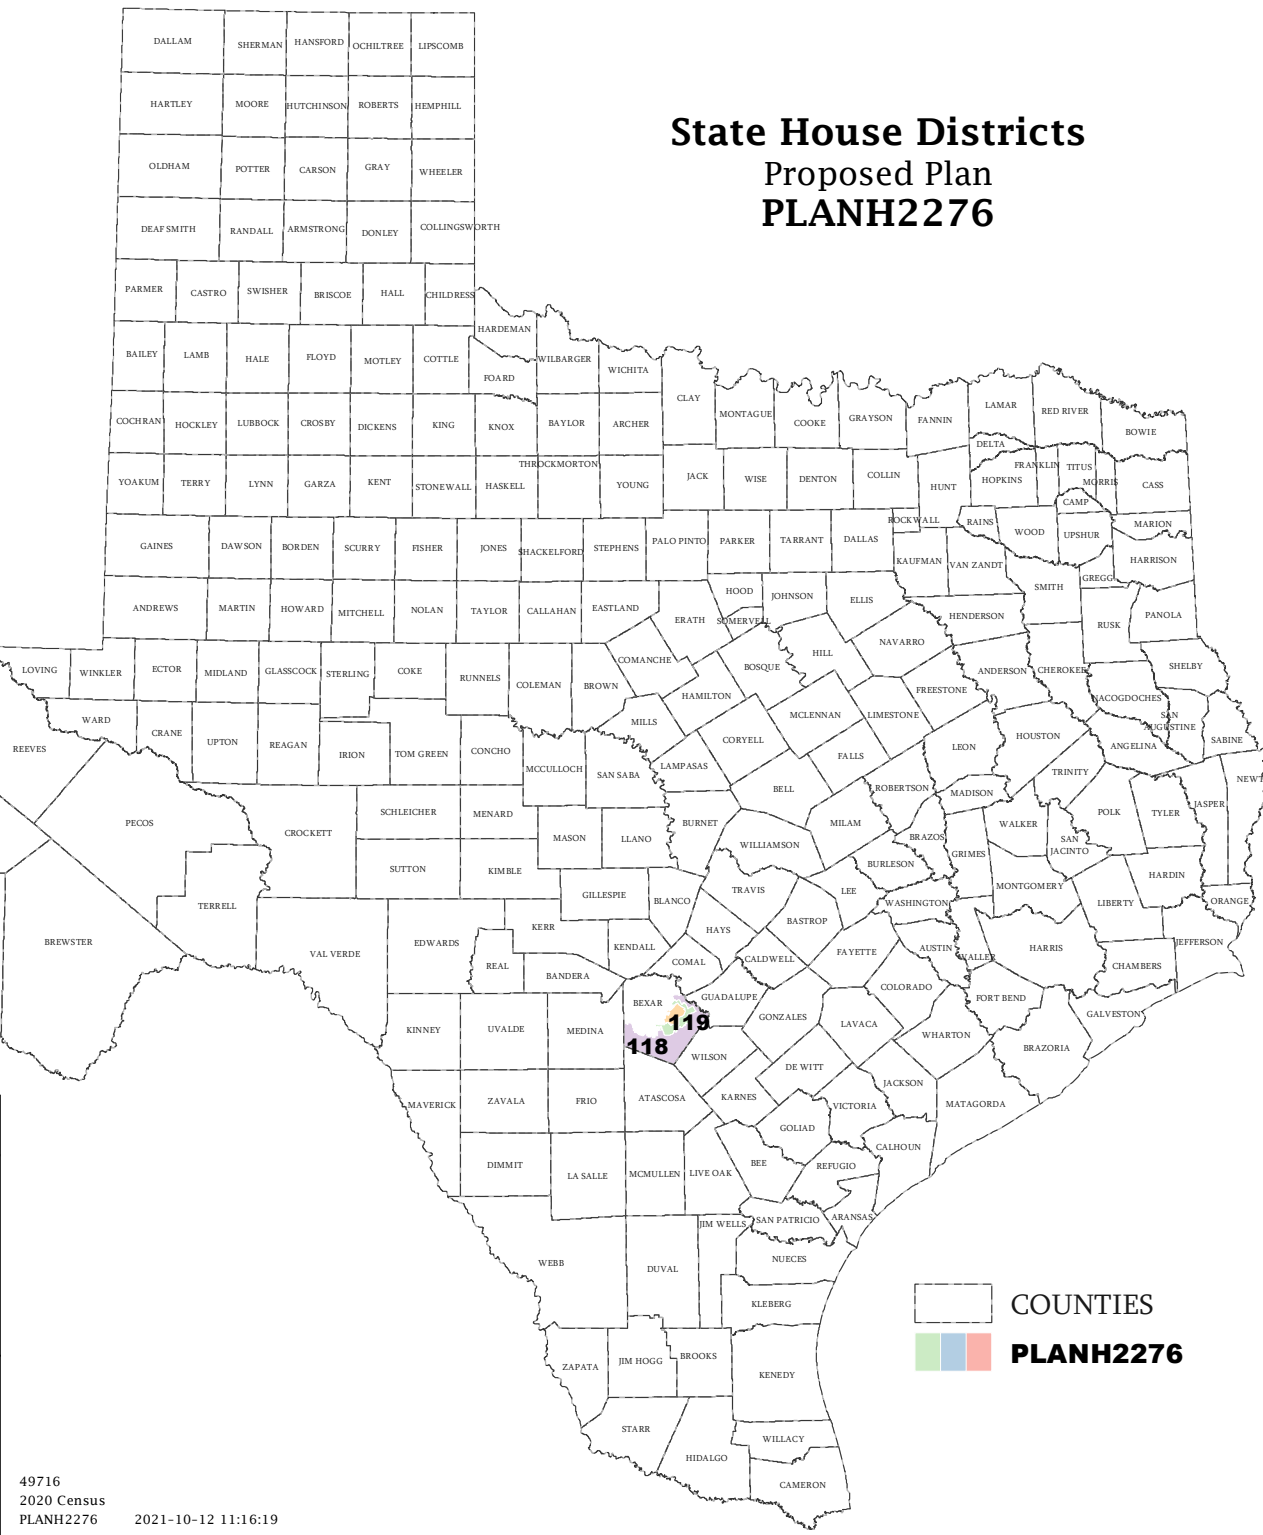 State House Districts
Proposed Plan
PLANH2276
DALLAM SHERMAN HANSFORD OCHILTREE LIPSCOMB
HARTLEY MOORE HUTCHINSON ROBERTS HEMPHILL
OLDHAM POTTER CARSON GRAY WHEELER
DEAF SMITH RANDALL ARMSTRONG DONLEY COLLINGSWORTH
PARMER CASTRO SWISHER BRISCOE HALL CHILDRESS
HARDEMAN
BAILEY LAMB HALE FLOYD MOTLEY COTTLE FOARD WILBARGER WICHITA
CLAY MONTAGUE COOKE GRAYSON FANNIN LAMAR RED RIVER BOWIE
COCHRAN HOCKLEY LUBBOCK CROSBY DICKENS KING KNOX BAYLOR ARCHER
DELTA
THROCKMORTON
FRANKLIN TITUS
MORRIS
YOAKUM TERRY LYNN GARZA KENT STONEWALL HASKELL YOUNG JACK WISE DENTON COLLIN HUNT HOPKINS CASS
CAMP
ROCKWALL RAINS WOOD UPSHUR MARION
GAINES DAWSON BORDEN SCURRY FISHER JONES SHACKELFORD STEPHENS PALO PINTO PARKER TARRANT DALLAS KAUFMAN VAN ZANDT HARRISON
SMITH GREGG
ANDREWS MARTIN HOWARD MITCHELL NOLAN TAYLOR CALLAHAN EASTLAND ERATH HOOD JOHNSON ELLIS HENDERSON RUSK PANOLA
SOMERVELL
NAVARRO
LOVING WINKLER ECTOR MIDLAND GLASSCOCK STERLING COKE RUNNELS COLEMAN BROWN COMANCHE BOSQUE HILL ANDERSON CHEROKEE SHELBY
HAMILTON FREESTONE NACOGDOCHES
WARD CRANE MILLS MCLENNAN LIMESTONE SAN
AUGUSTINE
REEVES UPTON REAGAN IRION TOM GREEN CONCHO CORYELL FALLS LEON HOUSTON ANGELINA SABINE
MCCULLOCH SAN SABA LAMPASAS TRINITY NEWT
BELL ROBERTSON MADISON JASPER
PECOS CROCKETT SCHLEICHER MENARD BURNET MILAM WALKER POLK TYLER
MASON LLANO WILLIAMSON BRAZOS SAN
JACINTO
SUTTON KIMBLE BURLESON GRIMES
GILLESPIE BLANCO TRAVIS LEE MONTGOMERY HARDIN
TERRELL WASHINGTON LIBERTY ORANGE
KERR BASTROP
BREWSTER VAL VERDE EDWARDS KENDALL HAYS FAYETTE AUSTIN WALLER HARRIS JEFFERSON
REAL BANDERA COMAL CALDWELL CHAMBERS
BEXAR GUADALUPE COLORADO FORT BEND
119
GALVESTON
KINNEY UVALDE MEDINA GONZALES LAVACA WHARTON
118
WILSON BRAZORIA
DE WITT
MAVERICK ZAVALA FRIO ATASCOSA KARNES JACKSON
VICTORIA MATAGORDA
GOLIAD
CALHOUN
DIMMIT LA SALLE MCMULLEN LIVE OAK BEE REFUGIO
JIM WELLS SAN PATRICIO ARANSAS
WEBB DUVAL NUECES
KLEBERG
ZAPATA JIM HOGG BROOKS KENEDY
STARR HIDALGO WILLACY
CAMERON
COUNTIES
PLANH2276
49716
2020 Census
PLANH2276 2021-10-12 11:16:19